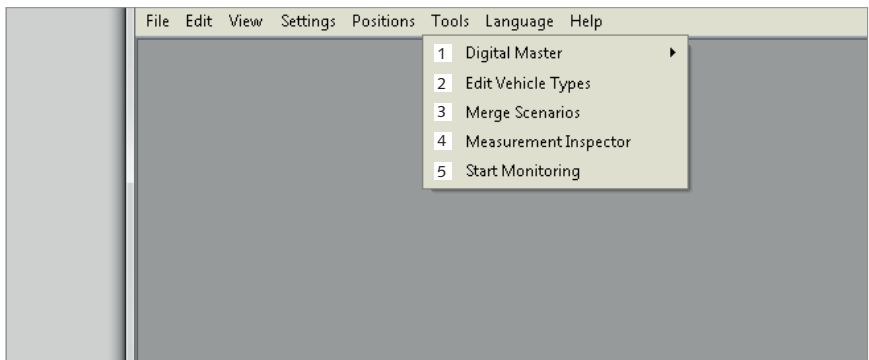 File Edit View Settings Positions Tools Language Help
1 Digital Master
2 Edit Vehicle Types
3 Merge Scenarios
4 Measurement Inspector
5 Start Monitoring